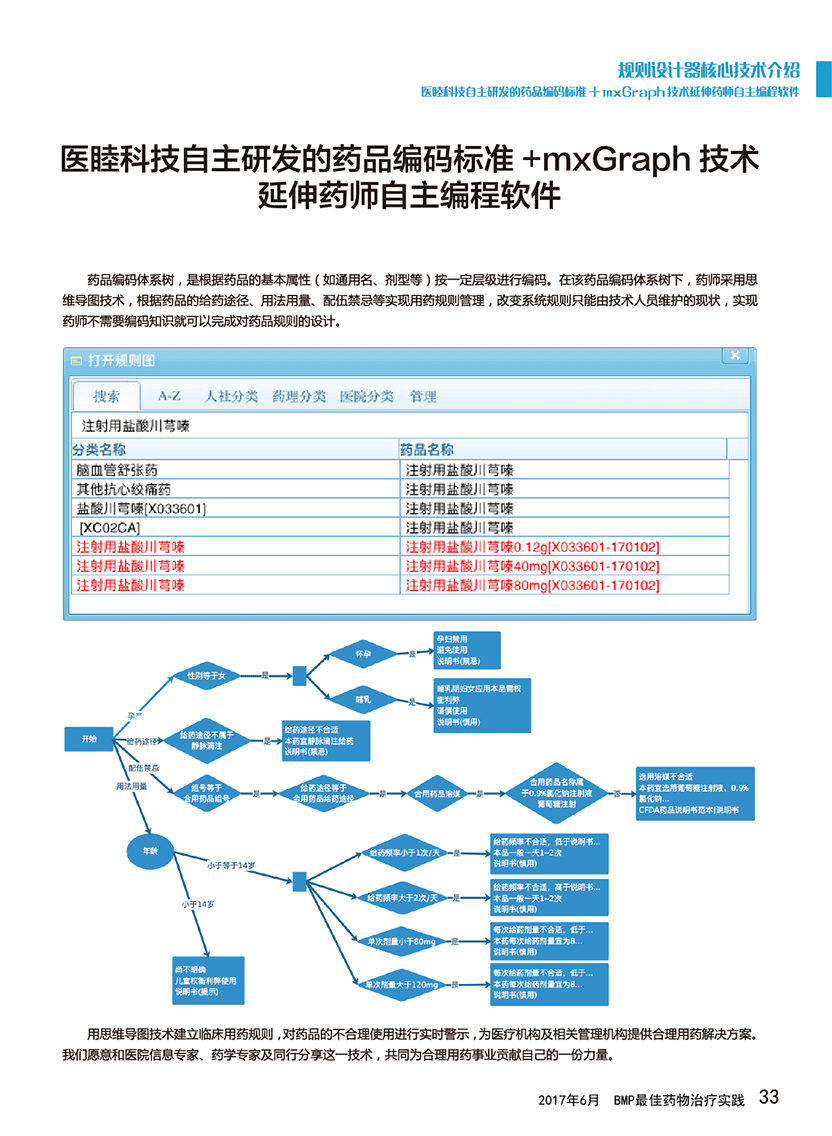 规则设计器核心技术介绍
医睦科技自主研发的药品编码标准 + mxGraph 技术延伸药师自主编程软件
医睦科技自主研发的药品编码标准 +mxGraph 技术
延伸药师自主编程软件
药品编码体系树，是根据药品的基本属性（如通用名、剂型等）按一定层级进行编码。在该药品编码体系树下，药师采用思
维导图技术，根据药品的给药途径、用法用量、配伍禁忌等实现用药规则管理，改变系统规则只能由技术人员维护的现状，实现
药师不需要编码知识就可以完成对药品规则的设计。
打开规则图
搜索 A-Z 人社分类 药理分类 医院分类 管理
注射用盐酸川芎嗪
分类名称 药品名称
脑血管舒张药 注射用盐酸川芎嗪
其他抗心绞痛药 注射用盐酸川芎嗪
盐酸川芎嗪[X033601] 注射用盐酸川芎嗪
[XC02CA] 注射用盐酸川芎嗪
注射用盐酸川芎嗪 注射用盐酸川芎嗪0.12g[X033601-170102]
注射用盐酸川芎嗪 注射用盐酸川芎嗪40mg[X033601-170102]
注射用盐酸川芎嗪 注射用盐酸川芎嗪80mg[X033601-170102]
开始
孕产
性别等于女
是
怀孕
是
孕妇禁用
避免使用
说明书(禁忌)
哺乳
是
哺乳期妇女应用本品需权
衡利弊
谨慎使用
说明书(慎用)
给药途径
给药途径不属于
静脉滴注
是
给药途径不合适
本药宜静脉滴注给药
说明书(禁忌)
配伍禁忌
组号等于
合用药品组号
是
给药途径等于
合用药品给药途径
是
合用药品溶媒
是
合用药品名称属
于0.9%氯化钠注射液
葡萄糖注射
否
选用溶媒不合适
本药宜选用葡萄糖注射液、0.9%
氯化钠...
CFDA药品说明书范本|说明书
用法用量
年龄
小于等于14岁
给药频率小于1次/天
是
给药频率不合适，低于说明书...
本品一般一天1~2次
说明书(慎用)
给药频率大于2次/天
是
给药频率不合适，高于说明书...
本品一般一天1~2次
说明书(慎用)
单次剂量小于80mg
是
每次给药剂量不合适，低于...
本药每次给药剂量宜为8...
说明书(慎用)
单次剂量大于120mg
是
每次给药剂量不合适，低于...
本药每次给药剂量宜为8...
说明书(慎用)
小于14岁
尚不明确
儿童权衡利弊使用
说明书(提示)
用思维导图技术建立临床用药规则，对药品的不合理使用进行实时警示，为医疗机构及相关管理机构提供合理用药解决方案。
我们愿意和医院信息专家、药学专家及同行分享这一技术，共同为合理用药事业贡献自己的一份力量。
2017年6月 BMP最佳药物治疗实践 33